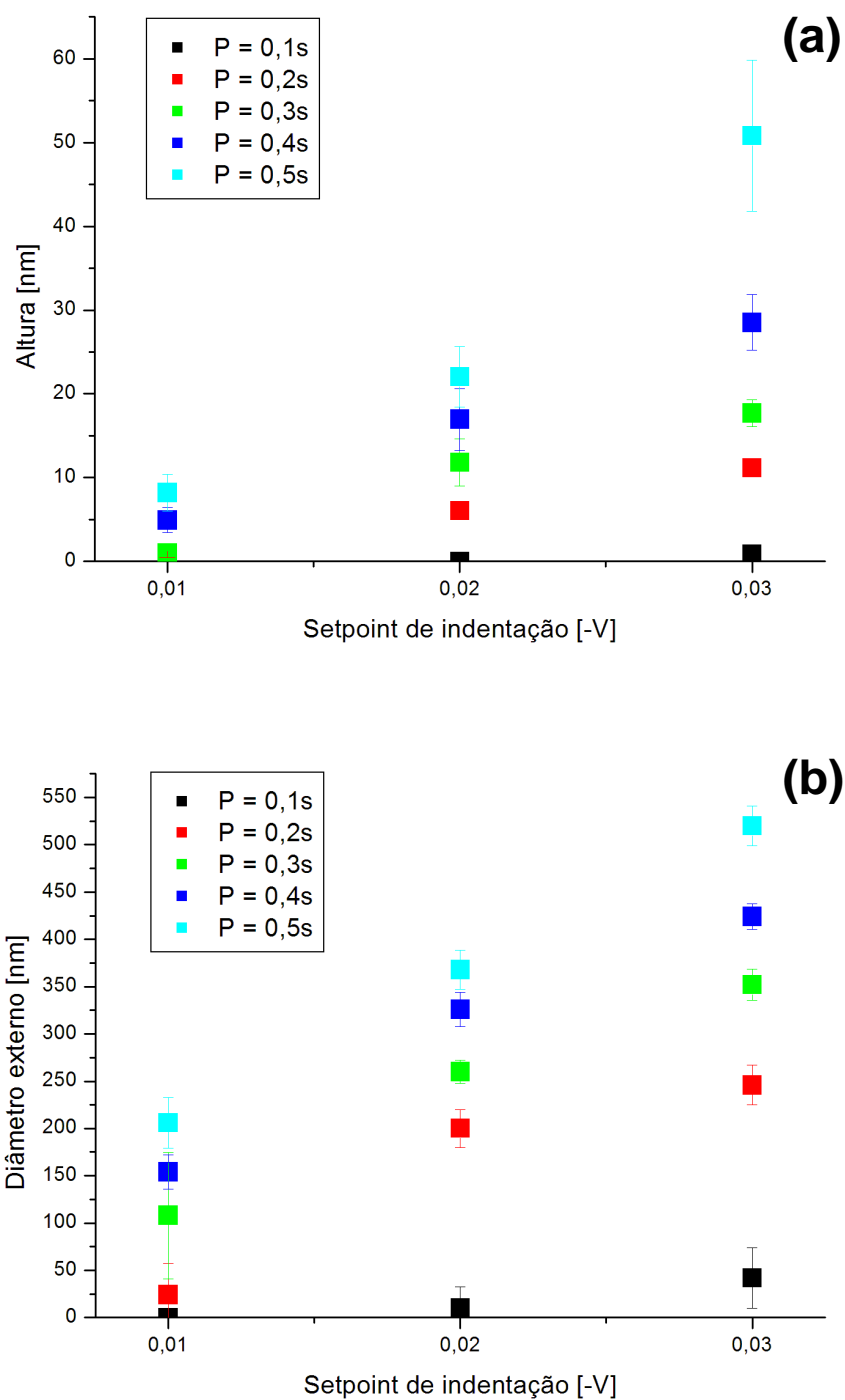 (a)
P = 0,1s
P = 0,2s
P = 0,3s
P = 0,4s
P = 0,5s
60
50
40
30
20
10
0
Altura [nm]
0,01 0,02 0,03
Setpoint de indentação [-V]
(b)
P = 0,1s
P = 0,2s
P = 0,3s
P = 0,4s
P = 0,5s
550
500
450
400
350
300
250
200
150
100
50
0
Diâmetro externo [nm]
0,01 0,02 0,03
Setpoint de indentação [-V]